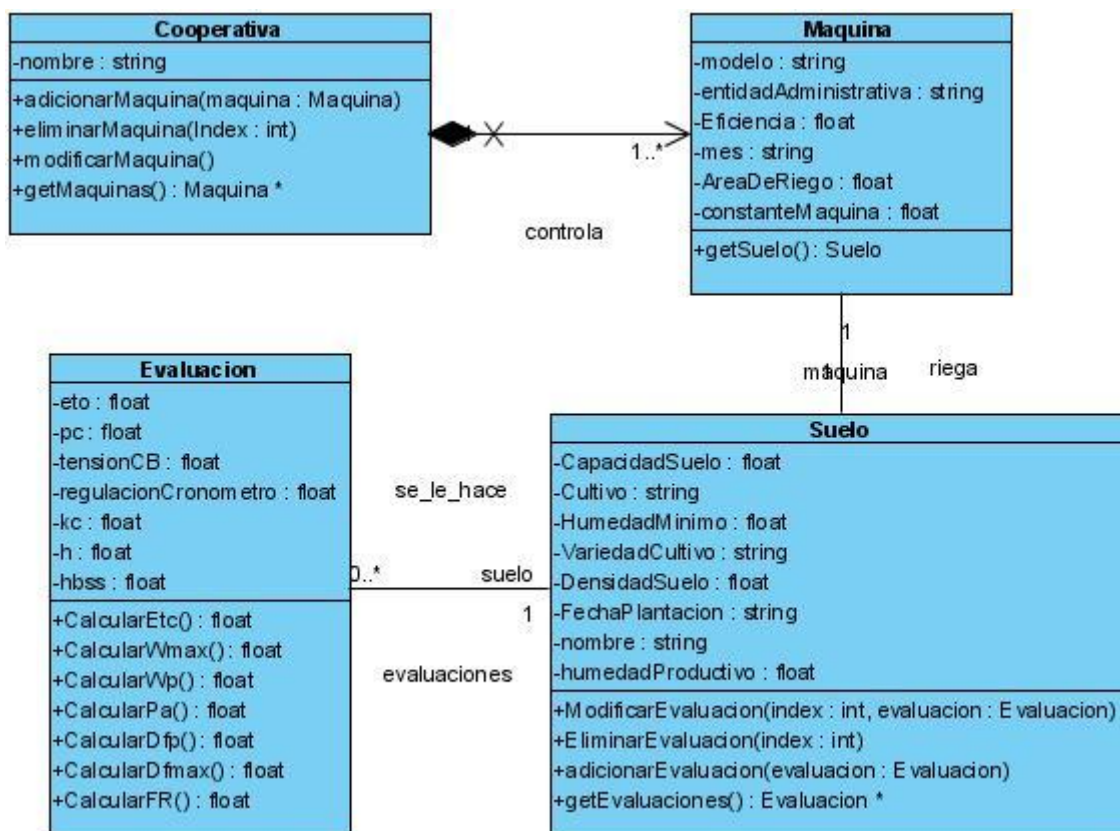 Cooperativa
-nombre : string
+adicionarMaquina(maquina : Maquina)
+eliminarMaquina(Index : int)
+modificarMaquina()
+getMaquinas() : Maquina *
1..*
controla
Maquina
-modelo : string
-entidadAdministrativa : string
-Eficiencia : float
-mes : string
-AreaDeRiego : float
-constanteMaquina : float
+getSuelo() : Suelo
1
maquina
1
riega
Evaluacion
-eto : float
-pc : float
-tensionCB : float
-regulacionCronometro : float
-kc : float
-h : float
-hbss : float
+CalcularEtc() : float
+CalcularWmax() : float
+CalcularWp() : float
+CalcularPa() : float
+CalcularDfp() : float
+CalcularDfmax() : float
+CalcularFR() : float
se_le_hace
0..*
suelo
1
evaluaciones
Suelo
-CapacidadSuelo : float
-Cultivo : string
-HumedadMinimo : float
-VariedadCultivo : string
-DensidadSuelo : float
-FechaPlantacion : string
-nombre : string
-humedadProductivo : float
+ModificarEvaluacion(index : int, evaluacion : Evaluacion)
+EliminarEvaluacion(index : int)
+adicionarEvaluacion(evaluacion : Evaluacion)
+getEvaluaciones() : Evaluacion *